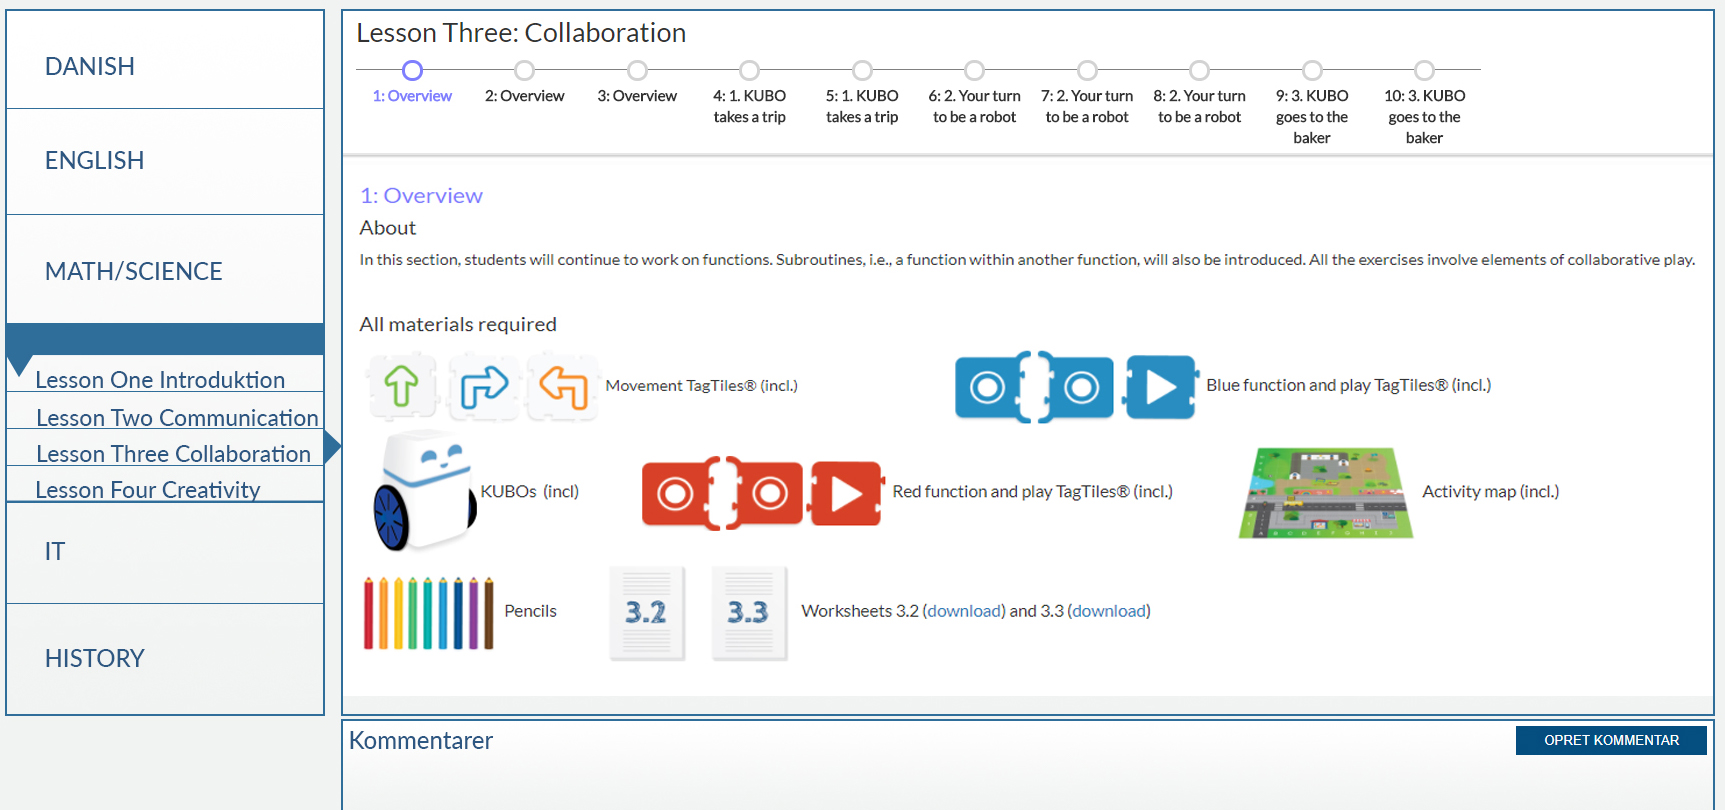 DANISH
ENGLISH
MATH/SCIENCE
Lesson One Introduktion
Lesson Two Communication
Lesson Three Collaboration
Lesson Four Creativity
IT
HISTORY
Lesson Three: Collaboration
1: Overview
2: Overview
3: Overview
4: 1. KUBO
takes a trip
5: 1. KUBO
takes a trip
6: 2. Your turn
to be a robot
7: 2. Your turn
to be a robot
8: 2. Your turn
to be a robot
9: 3. KUBO
goes to the
baker
10: 3. KUBO
goes to the
baker
1: Overview
About
In this section, students will continue to work on functions. Subroutines, i.e., a function within another function, will also be introduced. All the exercises involve elements of collaborative play.
All materials required
Movement TagTiles® (incl.)
Blue function and play TagTiles® (incl.)
KUBOs (incl)
Red function and play TagTiles® (incl.)
Activity map (incl.)
Pencils
3.2
3.3
Worksheets 3.2 (download) and 3.3 (download)
Kommentarer
OPRET KOMMENTAR